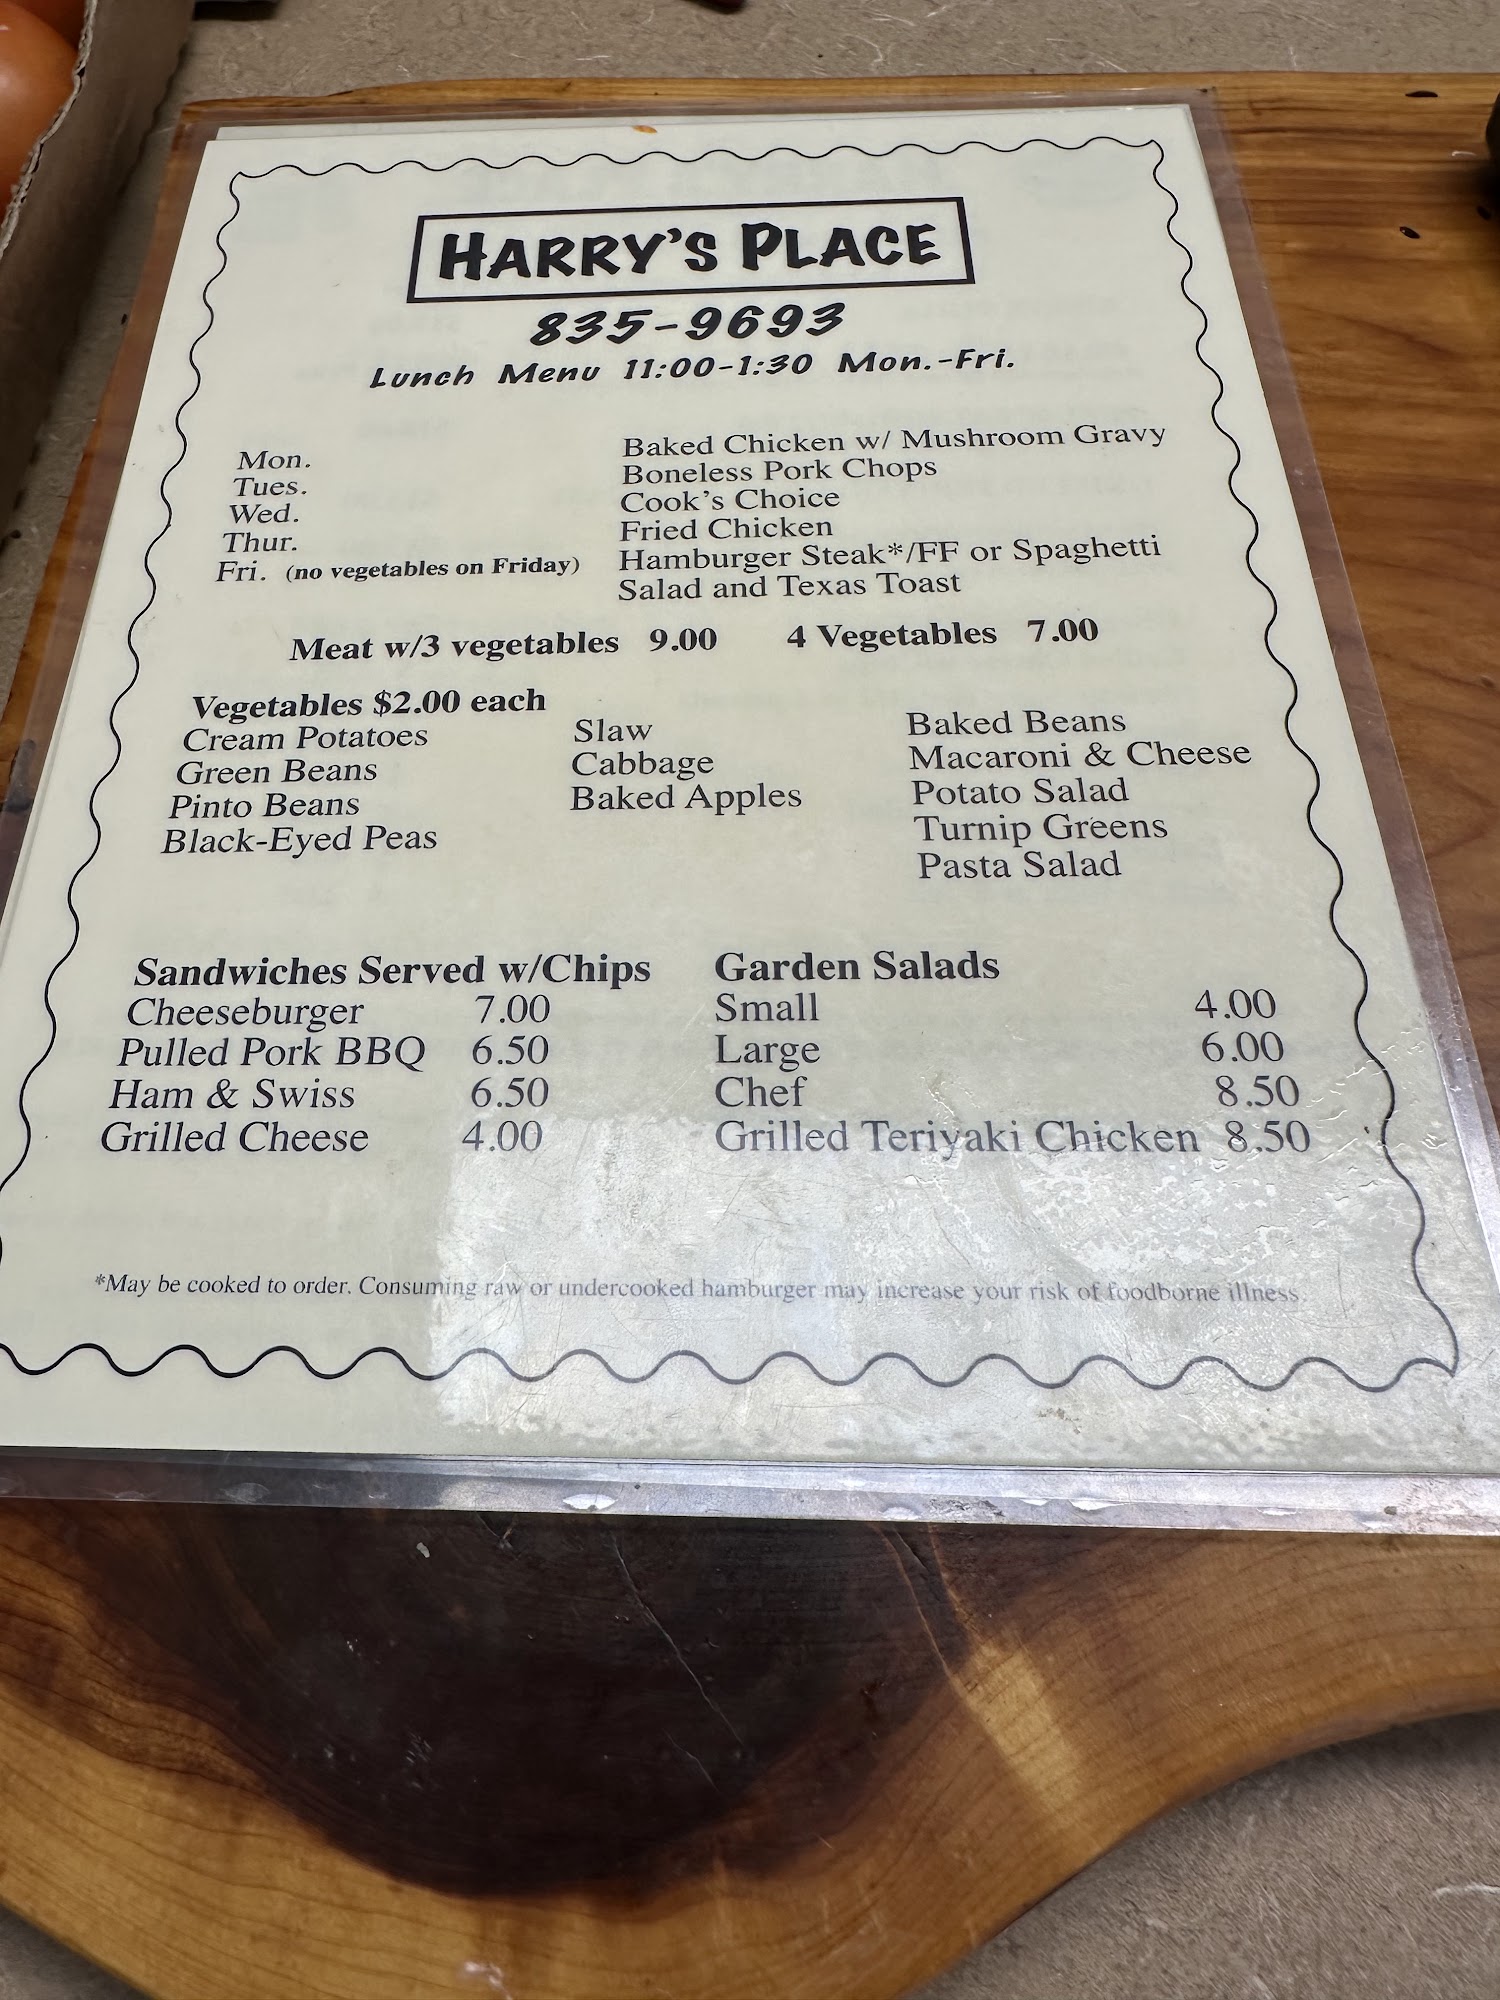 HARRY'S PLACE
835-9693
Lunch Menu 11:00-1:30 Mon.-Fri.
Mon. Baked Chicken w/ Mushroom Gravy
Tues. Boneless Pork Chops
Wed. Cook's Choice
Thur. Fried Chicken
Fri. (no vegetables on Friday) Hamburger Steak*/FF or Spaghetti
Salad and Texas Toast
Meat w/3 vegetables 9.00 4 Vegetables 7.00
Vegetables $2.00 each
Cream Potatoes
Green Beans
Pinto Beans
Black-Eyed Peas
Slaw
Cabbage
Baked Apples
Baked Beans
Macaroni & Cheese
Potato Salad
Turnip Greens
Pasta Salad
Sandwiches Served w/Chips
Cheeseburger 7.00
Pulled Pork BBQ 6.50
Ham & Swiss 6.50
Grilled Cheese 4.00
Garden Salads
Small 4.00
Large 6.00
Chef 8.50
Grilled Teriyaki Chicken 8.50
*May be cooked to order. Consuming raw or undercooked hamburger may increase your risk of foodborne illness.